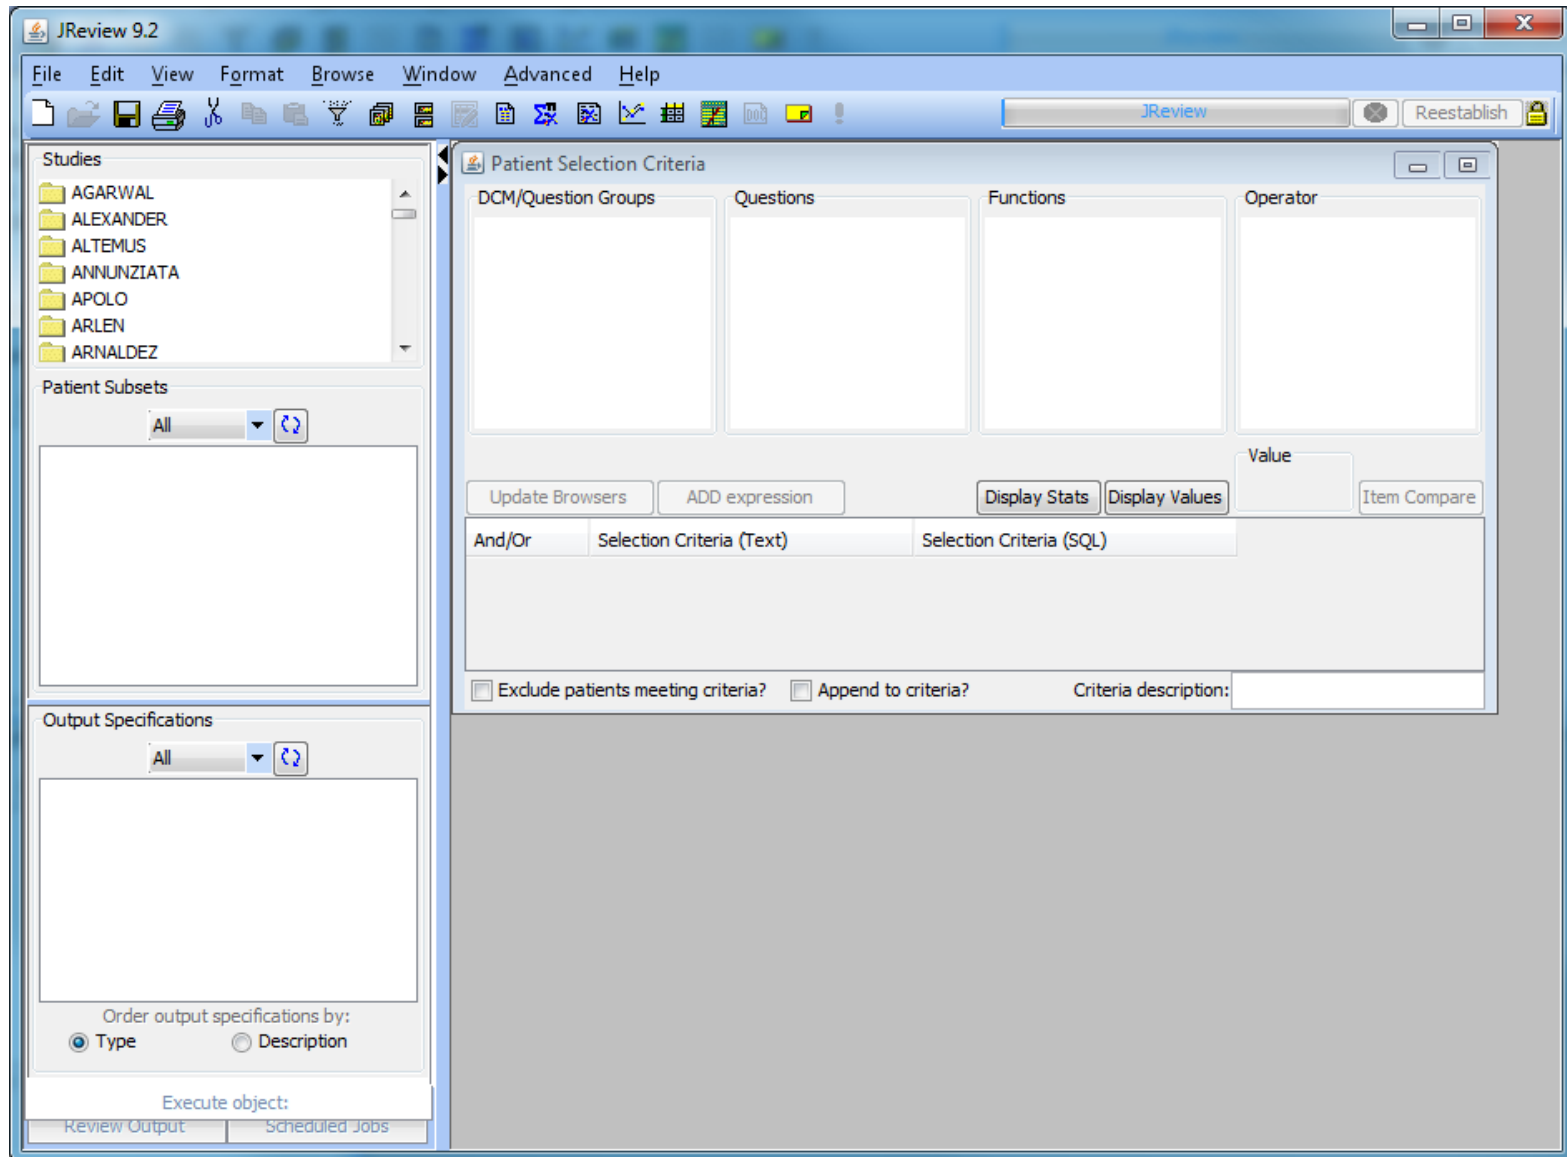 JReview 9.2
File Edit View Format Browse Window Advanced Help
JReview Reestablish
Studies
AGARWAL
ALEXANDER
ALTEMUS
ANNUNZIATA
APOLO
ARLEN
ARNALDEZ
Patient Subsets
All
Output Specifications
All
Order output specifications by:
Type Description
Execute object:
Review Output Scheduled Jobs
Patient Selection Criteria
DCM/Question Groups Questions Functions Operator
Value
Update Browsers ADD expression Display Stats Display Values Item Compare
And/Or Selection Criteria (Text) Selection Criteria (SQL)
Exclude patients meeting criteria? Append to criteria? Criteria description: